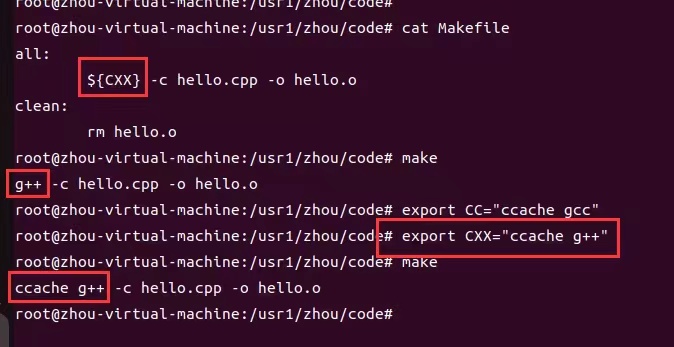 root@zhou-virtual-machine:/usr1/zhou/code#
root@zhou-virtual-machine:/usr1/zhou/code# cat Makefile
all:
        ${CXX} -c hello.cpp -o hello.o
clean:
        rm hello.o
root@zhou-virtual-machine:/usr1/zhou/code# make
g++ -c hello.cpp -o hello.o
root@zhou-virtual-machine:/usr1/zhou/code# export CC="ccache gcc"
root@zhou-virtual-machine:/usr1/zhou/code# export CXX="ccache g++"
root@zhou-virtual-machine:/usr1/zhou/code# make
ccache g++ -c hello.cpp -o hello.o
root@zhou-virtual-machine:/usr1/zhou/code#